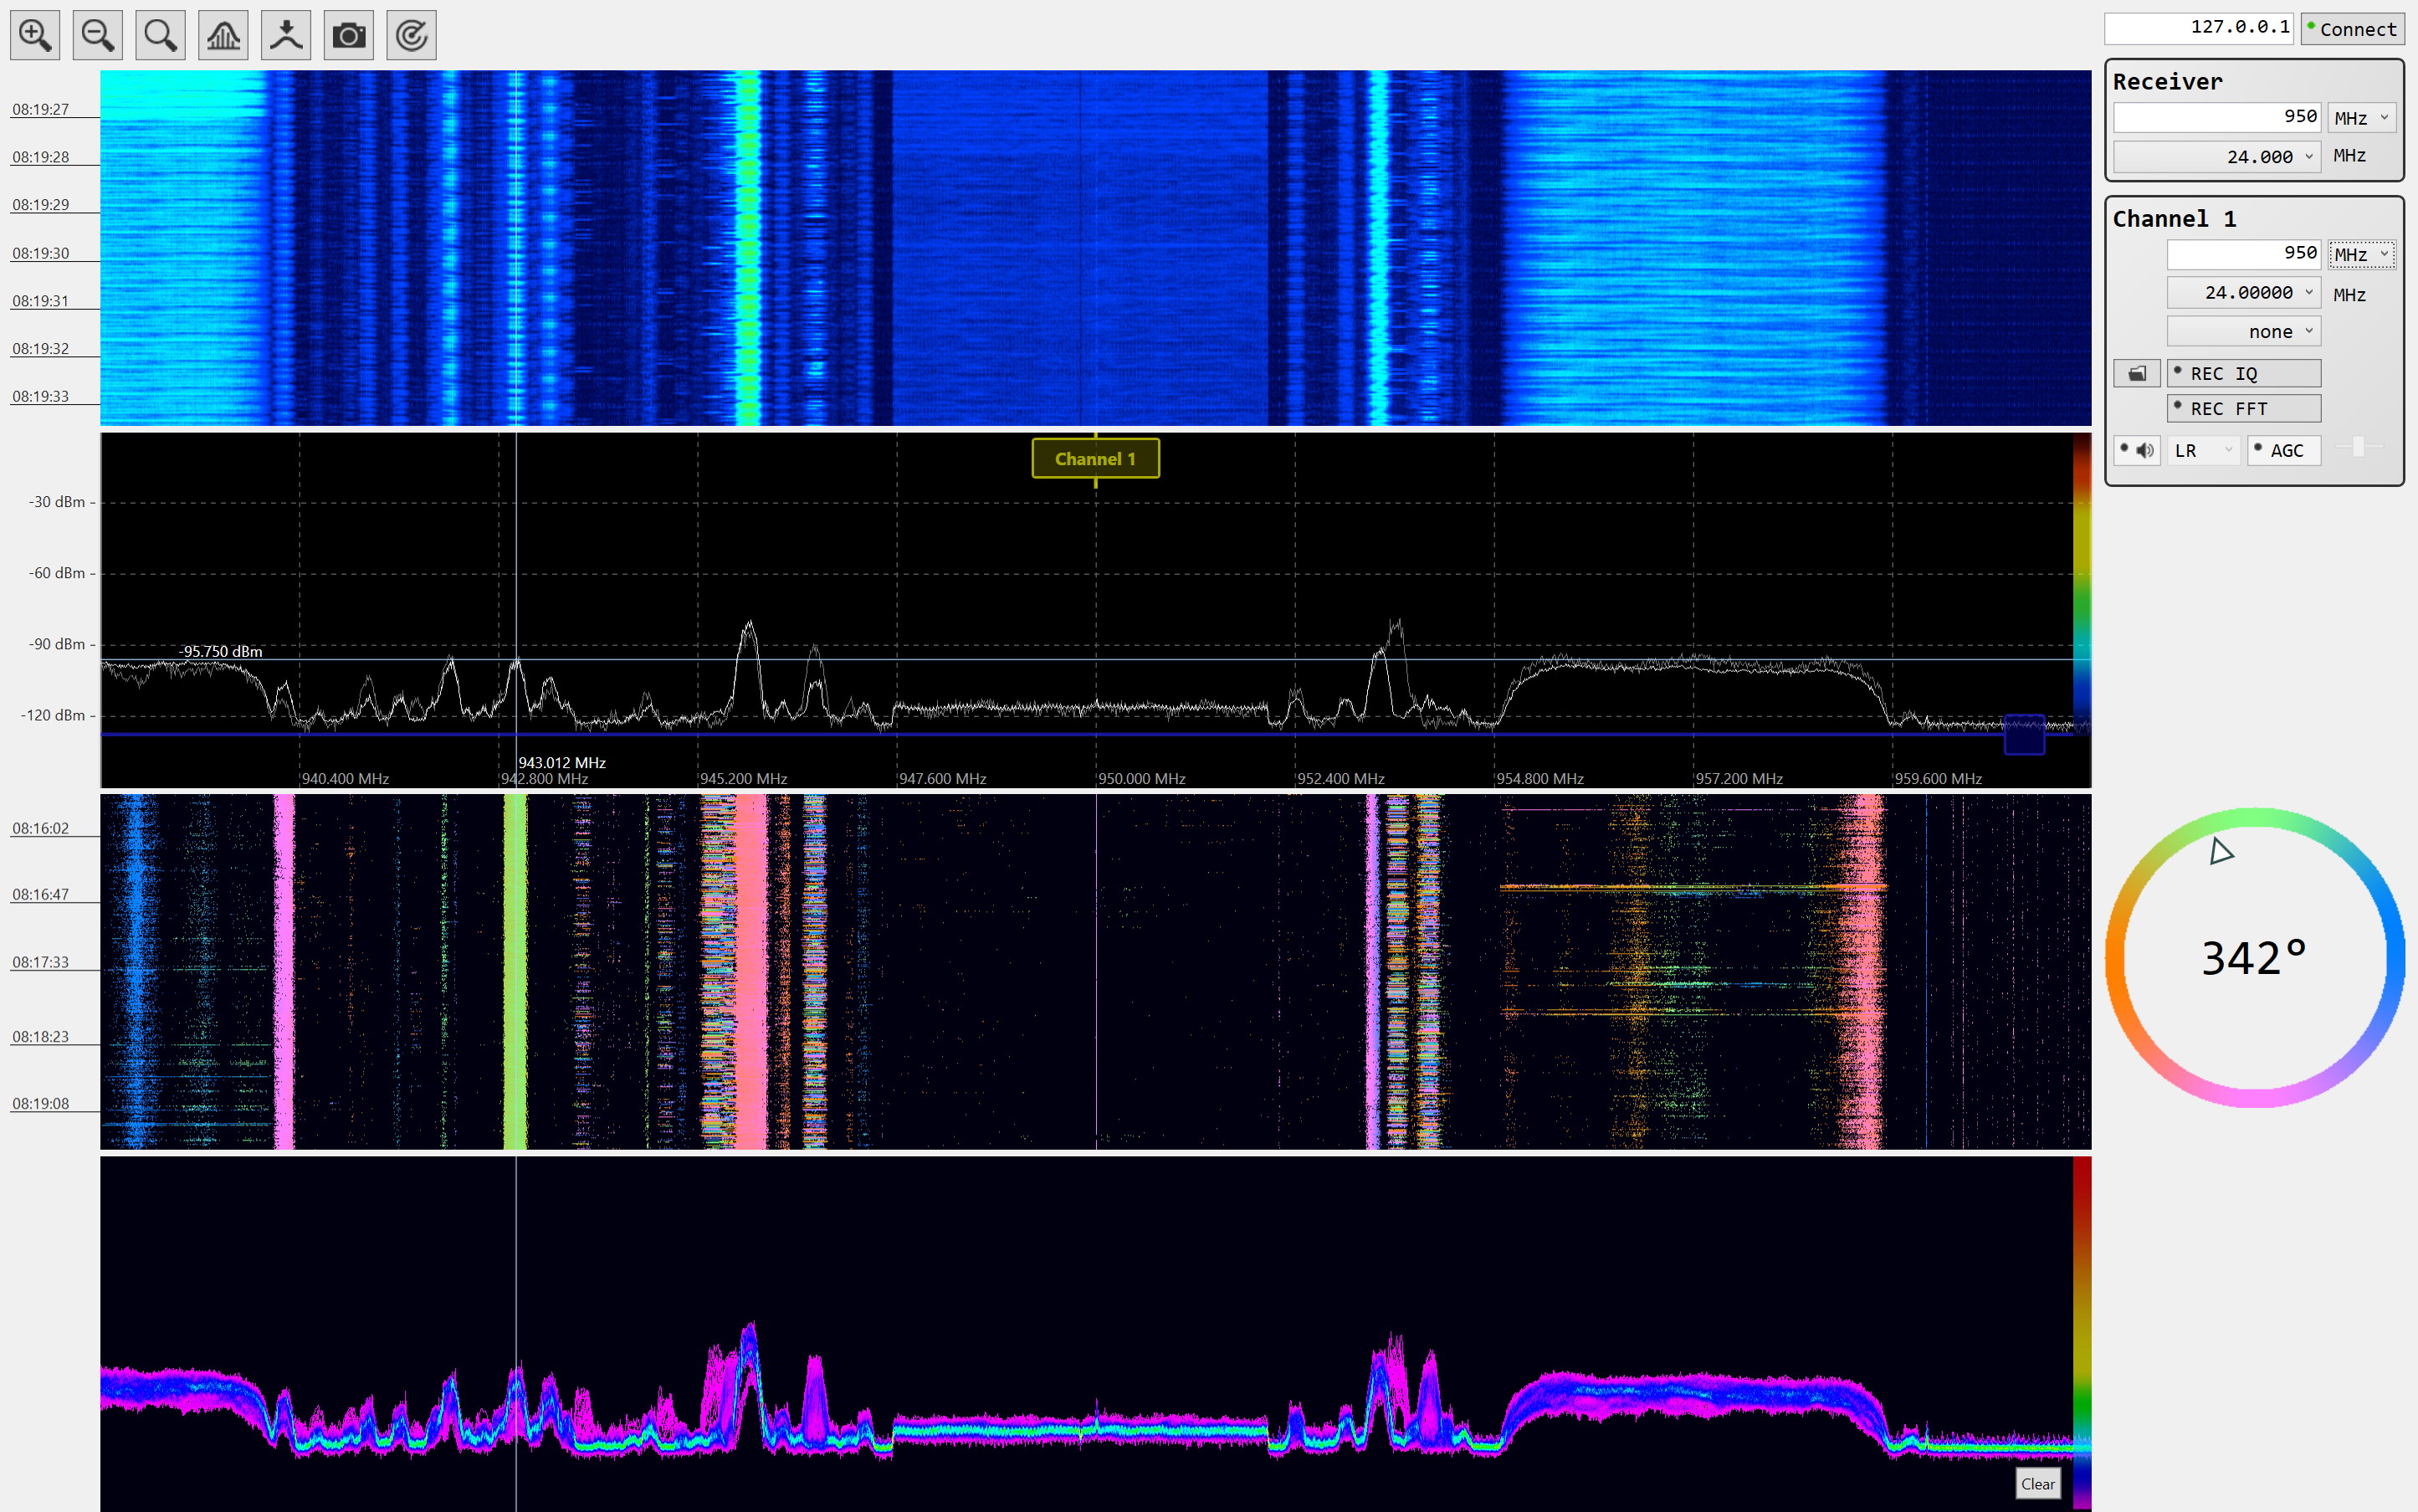 127.0.0.1 Connect
Receiver
950 MHz
24.000 MHz
Channel 1
950 MHz
24.00000 MHz
none
REC IQ
REC FFT
LR AGC
08:19:27
08:19:28
08:19:29
08:19:30
08:19:31
08:19:32
08:19:33
Channel 1
-30 dBm
-60 dBm
-90 dBm
-95.750 dBm
-120 dBm
943.012 MHz
940.400 MHz 942.800 MHz 945.200 MHz 947.600 MHz 950.000 MHz 952.400 MHz 954.800 MHz 957.200 MHz 959.600 MHz
08:16:02
08:16:47
08:17:33
08:18:23
08:19:08
342°
Clear